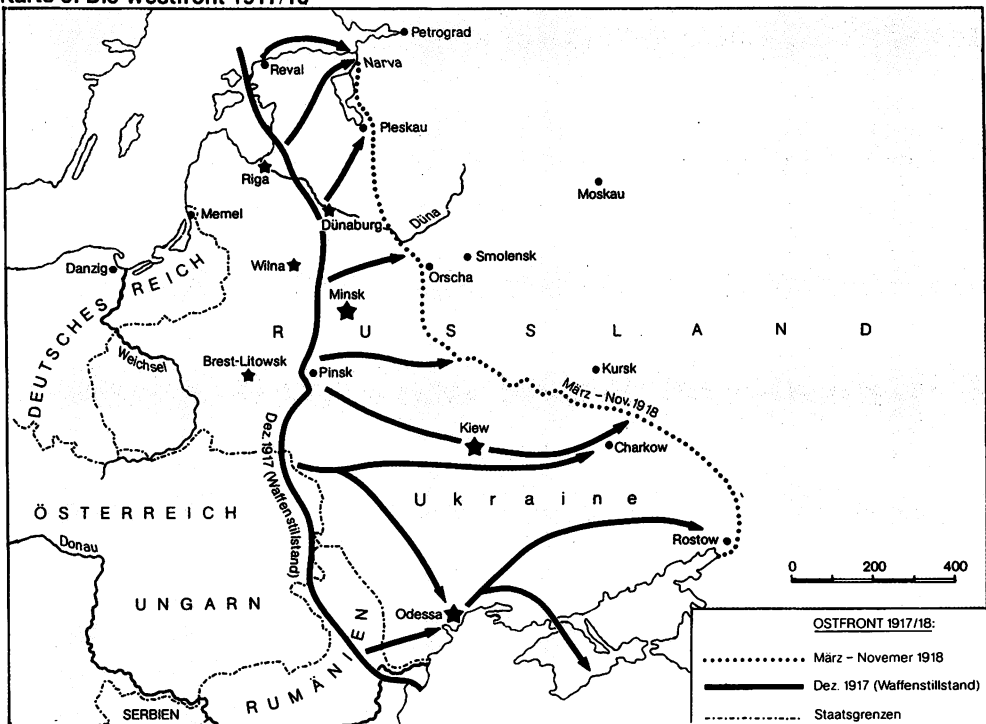 Karte Die Westfront 1917/18
Petrograd
Reval
Narva
Pleskau
Riga
Moskau
Memel
Dünaburg
Düna
Danzig
Wilna
Smolensk
Orscha
DEUTSCHES REICH
Minsk
RUSSLAND
Weichsel
Brest-Litowsk
Pinsk
Kursk
März – Nov. 1918
Kiew
Charkow
Dez. 1917 (Waffenstillstand)
Ukraine
ÖSTERREICH
Donau
Rostow
0 200 400
UNGARN
Odessa
RUMÄNIEN
SERBIEN
OSTFRONT 1917/18:
März – Novemer 1918
Dez. 1917 (Waffenstillstand)
Staatsgrenzen